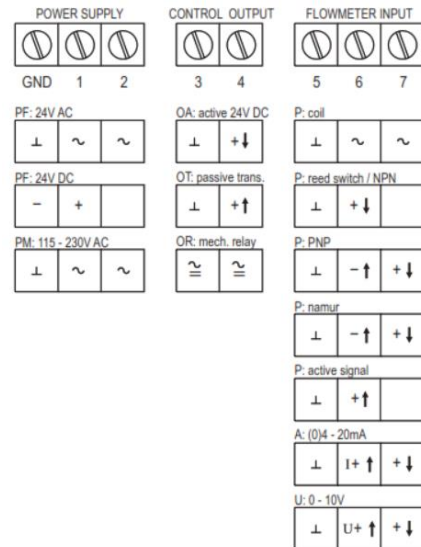 POWER SUPPLY
GND 1 2
PF: 24V AC
⊥ ~ ~
PF: 24V DC
− +
PM: 115 - 230V AC
⊥ ~ ~
CONTROL OUTPUT
3 4
OA: active 24V DC
⊥ +↓
OT: passive trans.
⊥ +↑
OR: mech. relay
≅ ≅
FLOWMETER INPUT
5 6 7
P: coil
⊥ ~ ~
P: reed switch / NPN
⊥ +↓
P: PNP
⊥ −↑ +↓
P: namur
⊥ −↑ +↓
P: active signal
⊥ +↑
A: (0)4 - 20mA
⊥ I+ ↑ +↓
U: 0 - 10V
⊥ U+ ↑ +↓